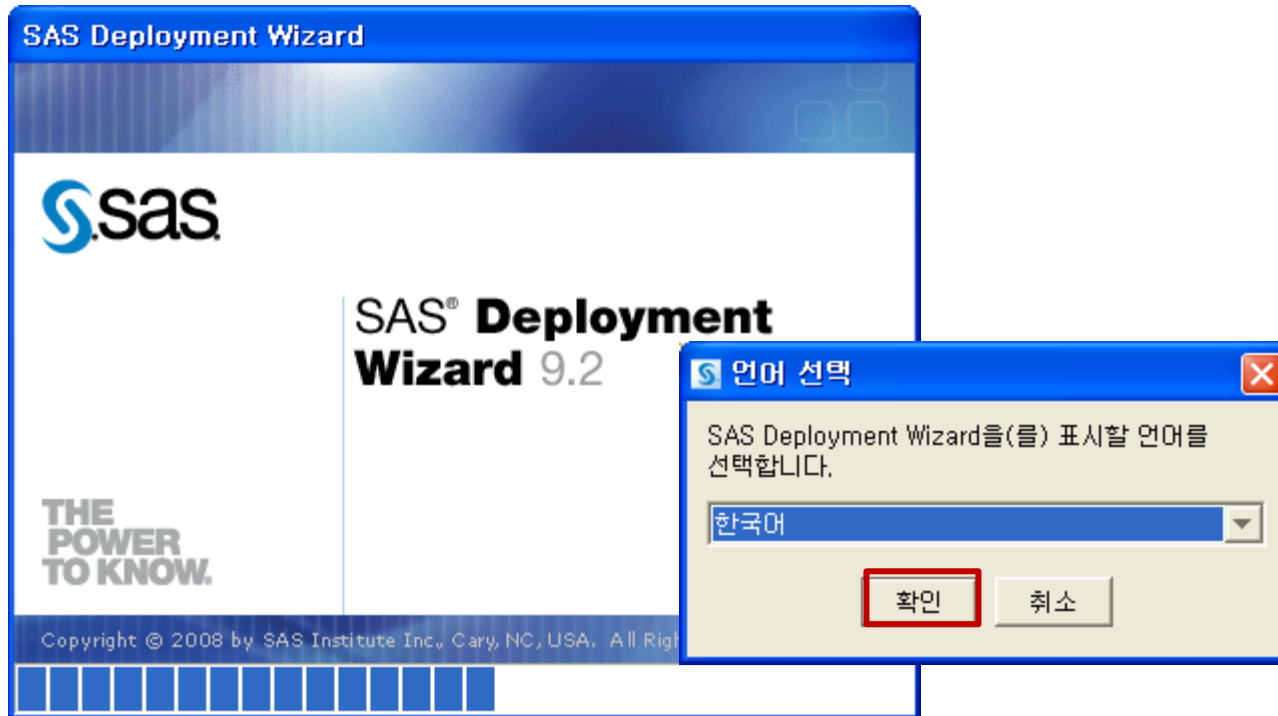 SAS Deployment Wizard
sas
SAS® Deployment
Wizard 9.2
THE
POWER
TO KNOW.
Copyright © 2008 by SAS Institute Inc., Cary, NC, USA. All
언어 선택
SAS Deployment Wizard을(를) 표시할 언어를
선택합니다.
한국어
확인 취소